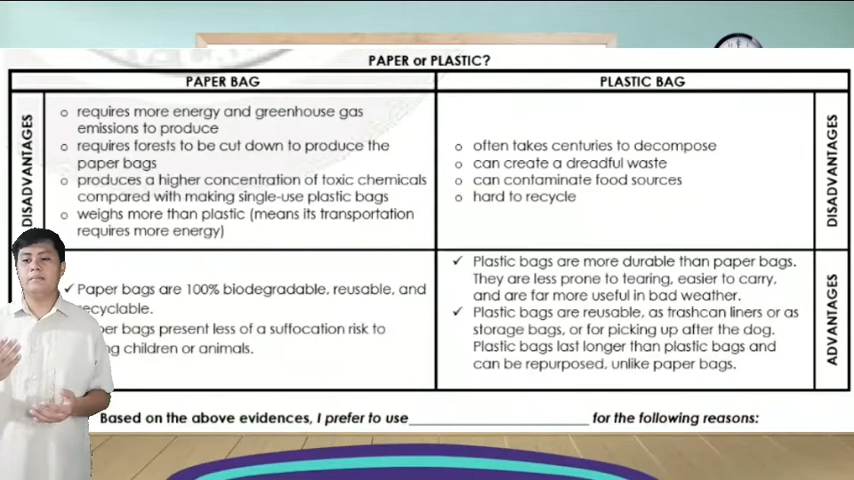 PAPER or PLASTIC?
PAPER BAG
PLASTIC BAG
DISADVANTAGES
o requires more energy and greenhouse gas
emissions to produce
o requires forests to be cut down to produce the
paper bags
o produces a higher concentration of toxic chemicals
compared with making single-use plastic bags
o weighs more than plastic (means its transportation
requires more energy)
o often takes centuries to decompose
o can create a dreadful waste
o can contaminate food sources
o hard to recycle
DISADVANTAGES
✓ Paper bags are 100% biodegradable, reusable, and
bags present less of a suffocation risk to
children or animals.
✓ Plastic bags are more durable than paper bags.
They are less prone to tearing, easier to carry,
and are far more useful in bad weather.
✓ Plastic bags are reusable, as trashcan liners or as
storage bags, or for picking up after the dog.
Plastic bags last longer than plastic bags and
can be repurposed, unlike paper bags.
ADVANTAGES
Based on the above evidences, I prefer to use____________________ for the following reasons: